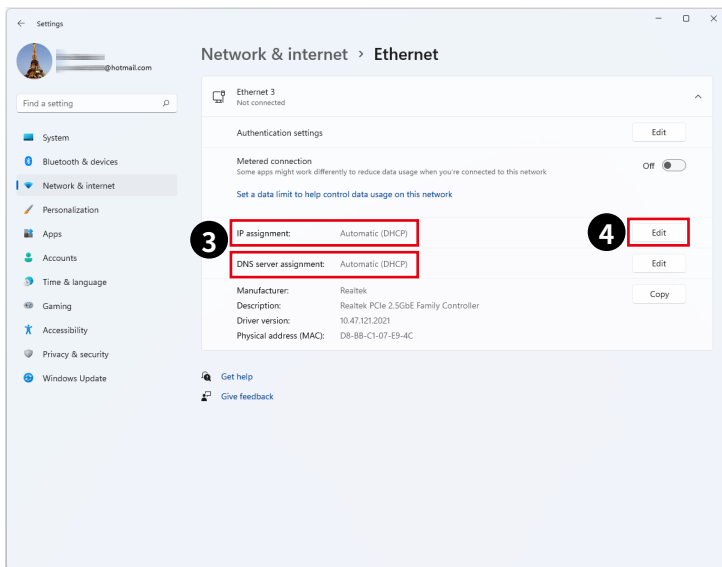 Settings
@hotmail.com
Find a setting
System
Bluetooth & devices
Network & internet
Personalization
Apps
Accounts
Time & language
Gaming
Accessibility
Privacy & security
Windows Update
Network & internet > Ethernet
Ethernet 3
Not connected
Authentication settings Edit
Metered connection
Some apps might work differently to reduce data usage when you're connected to this network
Off
Set a data limit to help control data usage on this network
3 IP assignment: Automatic (DHCP) 4 Edit
DNS server assignment: Automatic (DHCP) Edit
Manufacturer: Realtek Copy
Description: Realtek PCIe 2.5GbE Family Controller
Driver version: 10.47.121.2021
Physical address (MAC): D8-BB-C1-07-E9-4C
Get help
Give feedback